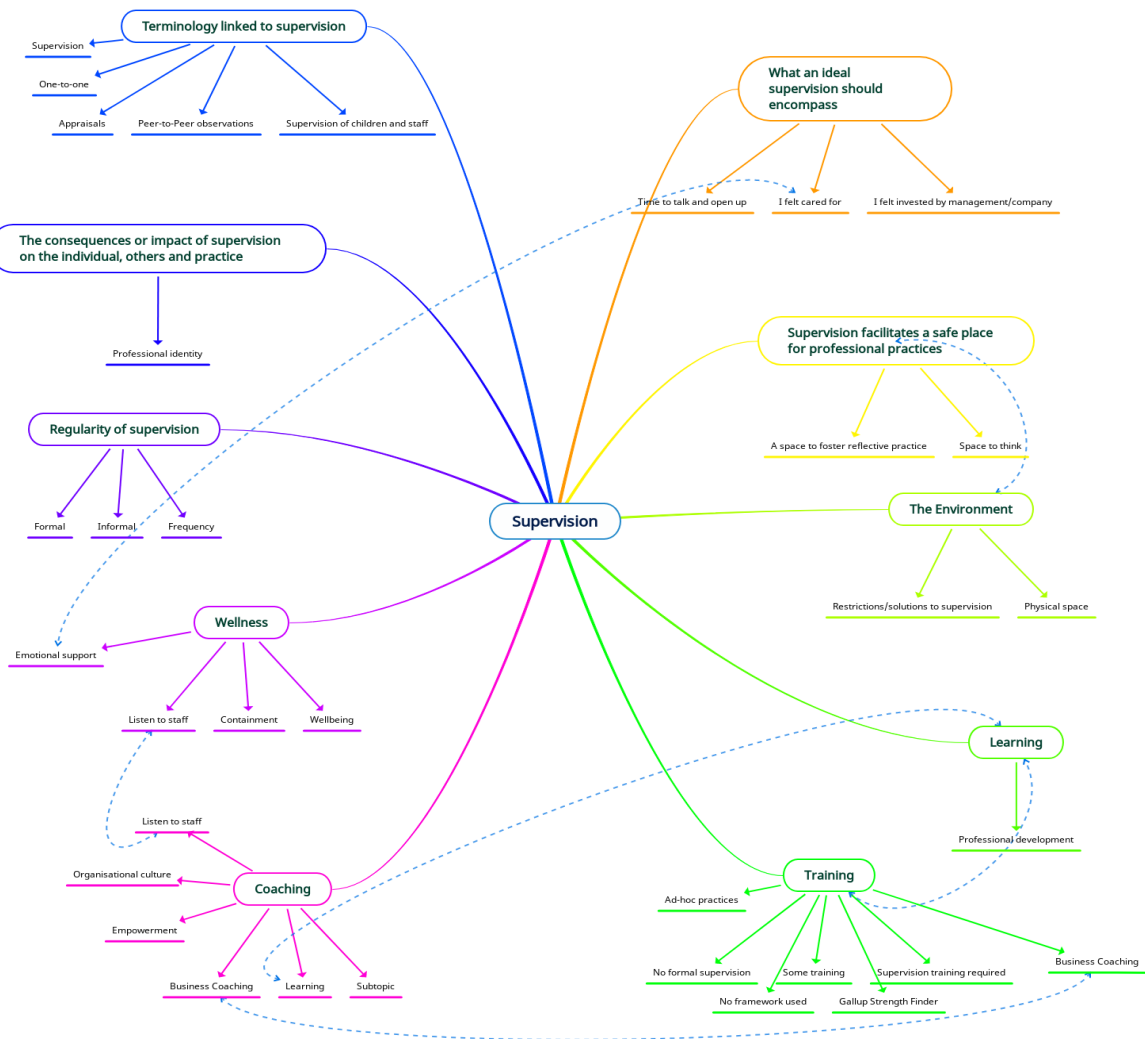 Terminology linked to supervision
Supervision
One-to-one
Appraisals
Peer-to-Peer observations
Supervision of children and staff
What an ideal
supervision should
encompass
Time to talk and open up
I felt cared for
I felt invested by management/company
The consequences or impact of supervision
on the individual, others and practice
Professional identity
Supervision facilitates a safe place
for professional practices
A space to foster reflective practice
Space to think
Regularity of supervision
Formal
Informal
Frequency
Supervision
The Environment
Restrictions/solutions to supervision
Physical space
Wellness
Emotional support
Listen to staff
Containment
Wellbeing
Learning
Professional development
Listen to staff
Organisational culture
Coaching
Empowerment
Business Coaching
Learning
Subtopic
Training
Ad-hoc practices
No formal supervision
Some training
Supervision training required
Business Coaching
No framework used
Gallup Strength Finder